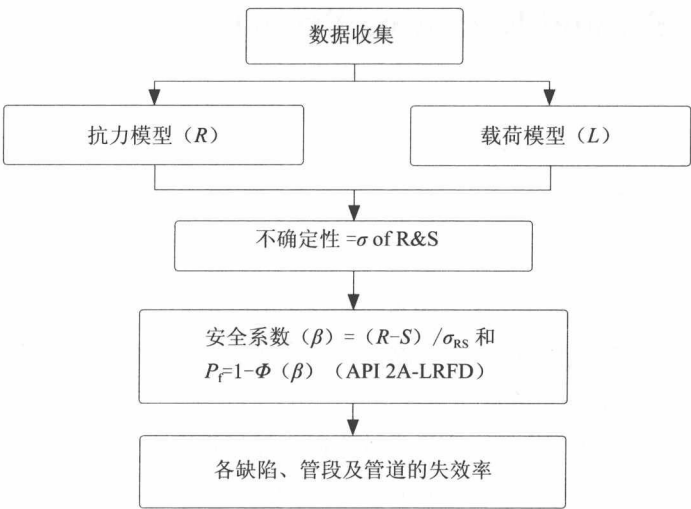 数据收集
抗力模型（R）
载荷模型（L）
不确定性 =σ of R&S
安全系数（β）=（R−S）/σRS 和
Pf=1−Φ（β）（API 2A-LRFD）
各缺陷、管段及管道的失效率